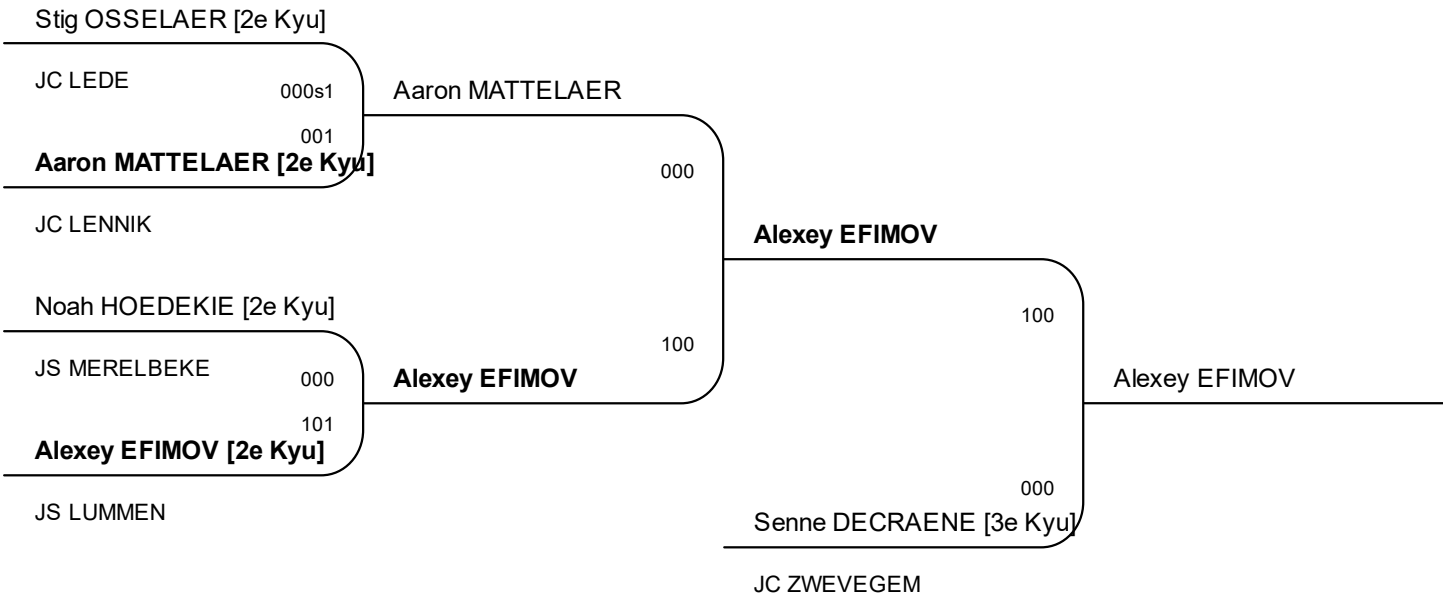 Stig OSSELAER [2e Kyu]
JC LEDE
000s1
Aaron MATTELAER
001
Aaron MATTELAER [2e Kyu]
000
JC LENNIK
Alexey EFIMOV
Noah HOEDEKIE [2e Kyu]
100
100
JS MERELBEKE
000
Alexey EFIMOV
Alexey EFIMOV
101
Alexey EFIMOV [2e Kyu]
000
JS LUMMEN
Senne DECRAENE [3e Kyu]
JC ZWEVEGEM